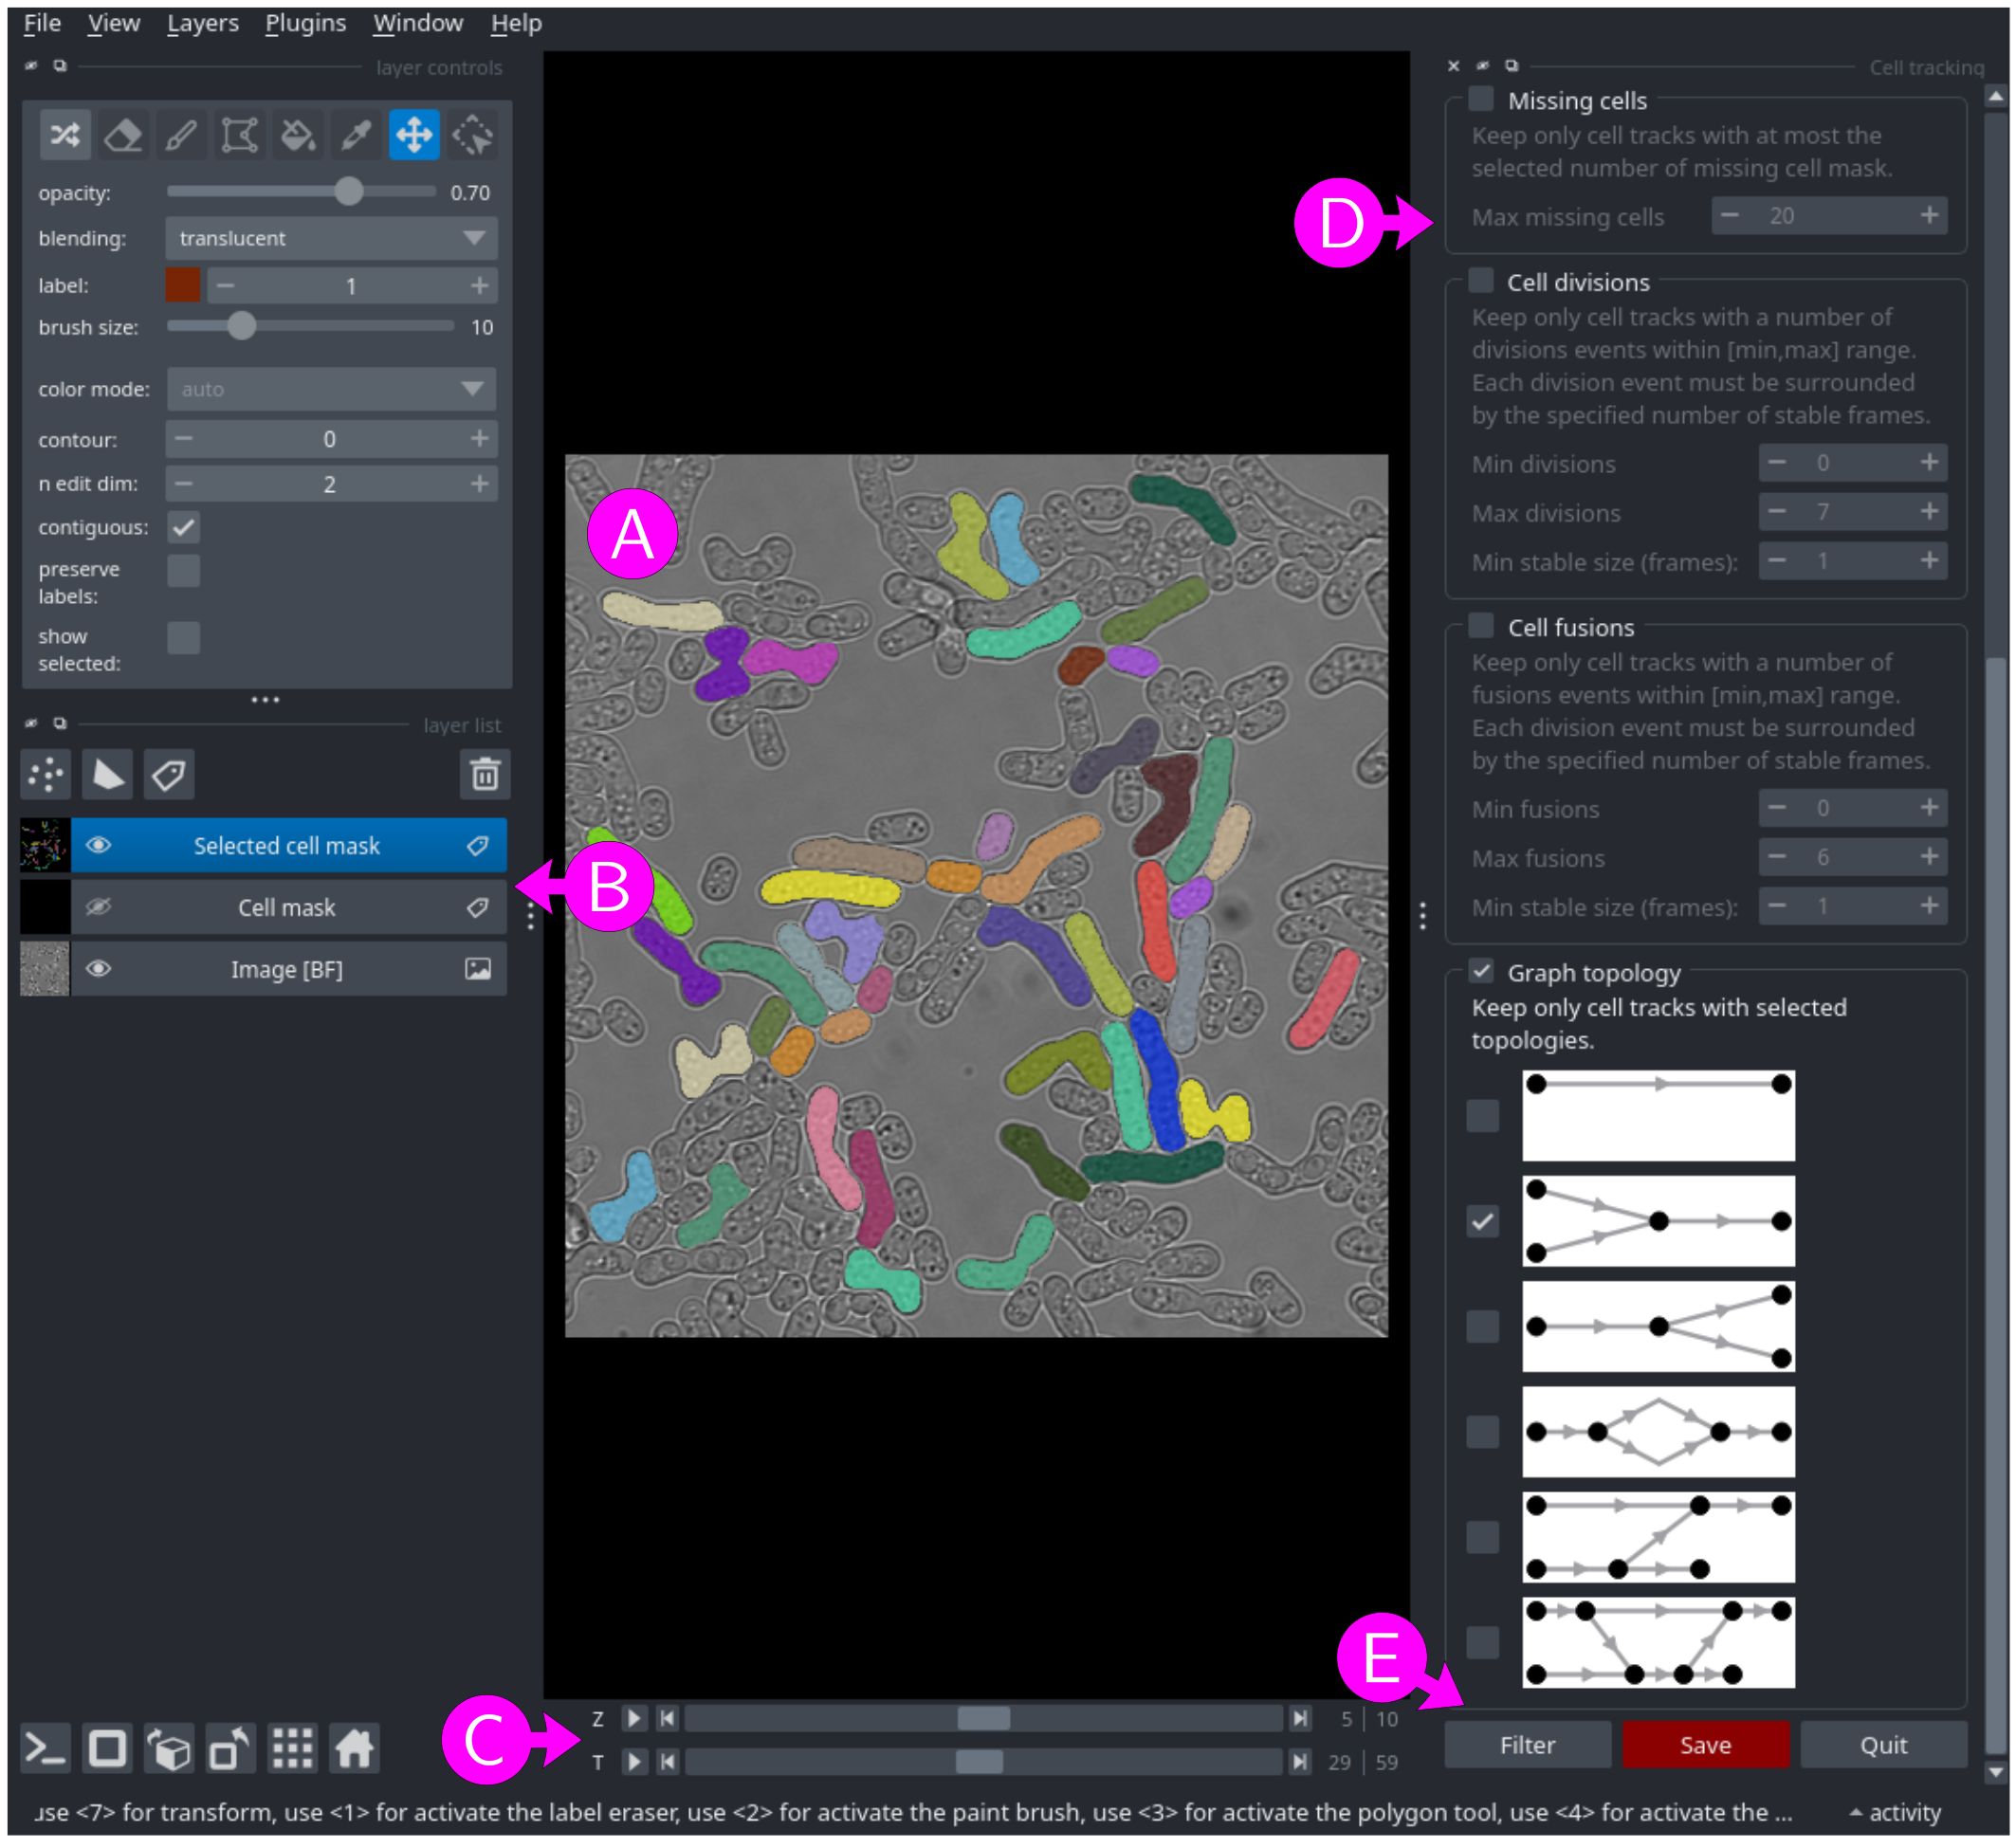 File View Layers Plugins Window Help
layer controls
opacity: 0.70
blending: translucent
label: 1
brush size: 10
color mode: auto
contour: 0
n edit dim: 2
contiguous:
preserve
labels:
show
selected:
layer list
Selected cell mask
Cell mask
Image [BF]
A
B
C
D
E
Z 5 | 10
T 29 | 59
Cell tracking
Missing cells
Keep only cell tracks with at most the
selected number of missing cell mask.
Max missing cells 20
Cell divisions
Keep only cell tracks with a number of
divisions events within [min,max] range.
Each division event must be surrounded
by the specified number of stable frames.
Min divisions 0
Max divisions 7
Min stable size (frames): 1
Cell fusions
Keep only cell tracks with a number of
fusions events within [min,max] range.
Each division event must be surrounded
by the specified number of stable frames.
Min fusions 0
Max fusions 6
Min stable size (frames): 1
Graph topology
Keep only cell tracks with selected
topologies.
Filter Save Quit
use <7> for transform, use <1> for activate the label eraser, use <2> for activate the paint brush, use <3> for activate the polygon tool, use <4> for activate the ... activity